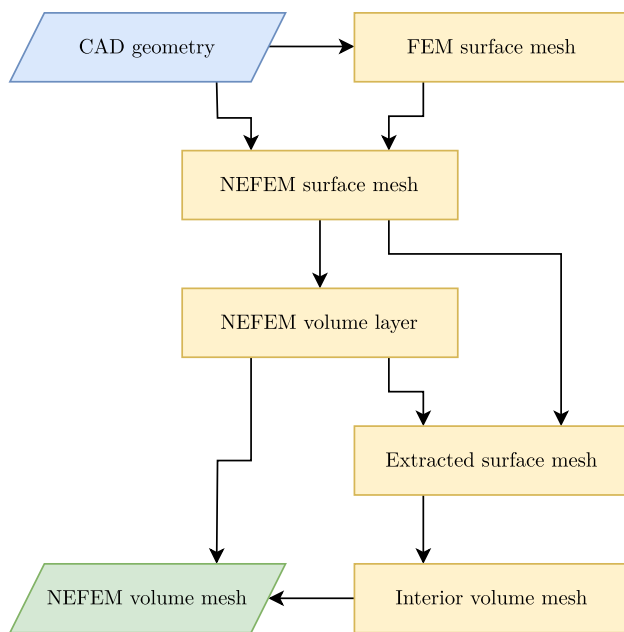 CAD geometry
FEM surface mesh
NEFEM surface mesh
NEFEM volume layer
Extracted surface mesh
NEFEM volume mesh
Interior volume mesh